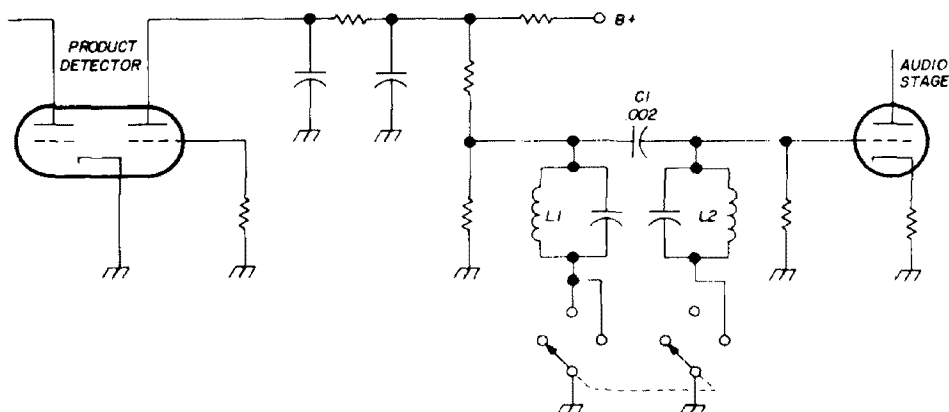 PRODUCT
DETECTOR
B+
C1
.002
AUDIO
STAGE
L1
L2